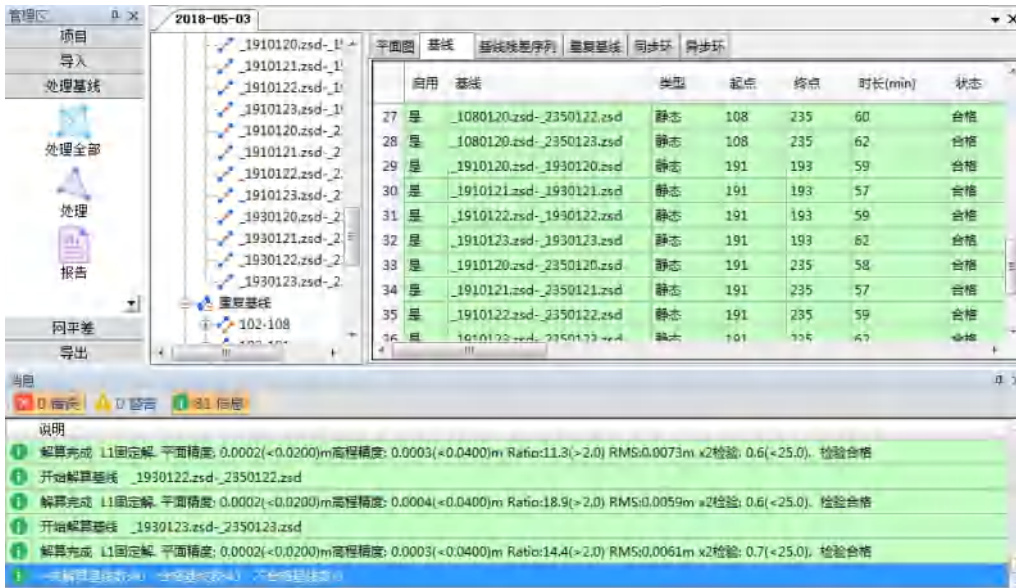 管理区
项目
导入
处理基线
处理全部
处理
报告
网平差
导出
2018-05-03
_1910120.zsd-_1
_1910121.zsd-_1
_1910122.zsd-_1
_1910123.zsd-_1
_1910120.zsd-_2
_1910121.zsd-_2
_1910122.zsd-_2
_1910123.zsd-_2
_1930120.zsd-_2
_1930121.zsd-_2
_1930122.zsd-_2
_1930123.zsd-_2
重复基线
102-108
平面图 基线 基线残差序列 重复基线 同步环 异步环
启用 基线 类型 起点 终点 时长(min) 状态
27 是 _1080120.zsd-_2350122.zsd 静态 108 235 60 合格
28 是 _1080120.zsd-_2350123.zsd 静态 108 235 62 合格
29 是 _1910120.zsd-_1930120.zsd 静态 191 193 59 合格
30 是 _1910121.zsd-_1930121.zsd 静态 191 193 57 合格
31 是 _1910122.zsd-_1930122.zsd 静态 191 193 59 合格
32 是 _1910123.zsd-_1930123.zsd 静态 191 193 62 合格
33 是 _1910120.zsd-_2350120.zsd 静态 191 235 58 合格
34 是 _1910121.zsd-_2350121.zsd 静态 191 235 57 合格
35 是 _1910122.zsd-_2350122.zsd 静态 191 235 59 合格
36 是 _1910123.zsd-_2350123.zsd 静态 191 235 62 合格
消息
0 错误 0 警告 81 信息
说明
解算完成 L1固定解. 平面精度: 0.0002(<0.0200)m高程精度: 0.0003(<0.0400)m Ratio:11.3(>2.0) RMS:0.0073m x2检验: 0.6(<25.0). 检验合格
开始解算基线 _1930122.zsd-_2350122.zsd
解算完成 L1固定解. 平面精度: 0.0002(<0.0200)m高程精度: 0.0004(<0.0400)m Ratio:18.9(>2.0) RMS:0.0059m x2检验: 0.6(<25.0). 检验合格
开始解算基线 _1930123.zsd-_2350123.zsd
解算完成 L1固定解. 平面精度: 0.0002(<0.0200)m高程精度: 0.0003(<0.0400)m Ratio:14.4(>2.0) RMS:0.0061m x2检验: 0.7(<25.0). 检验合格